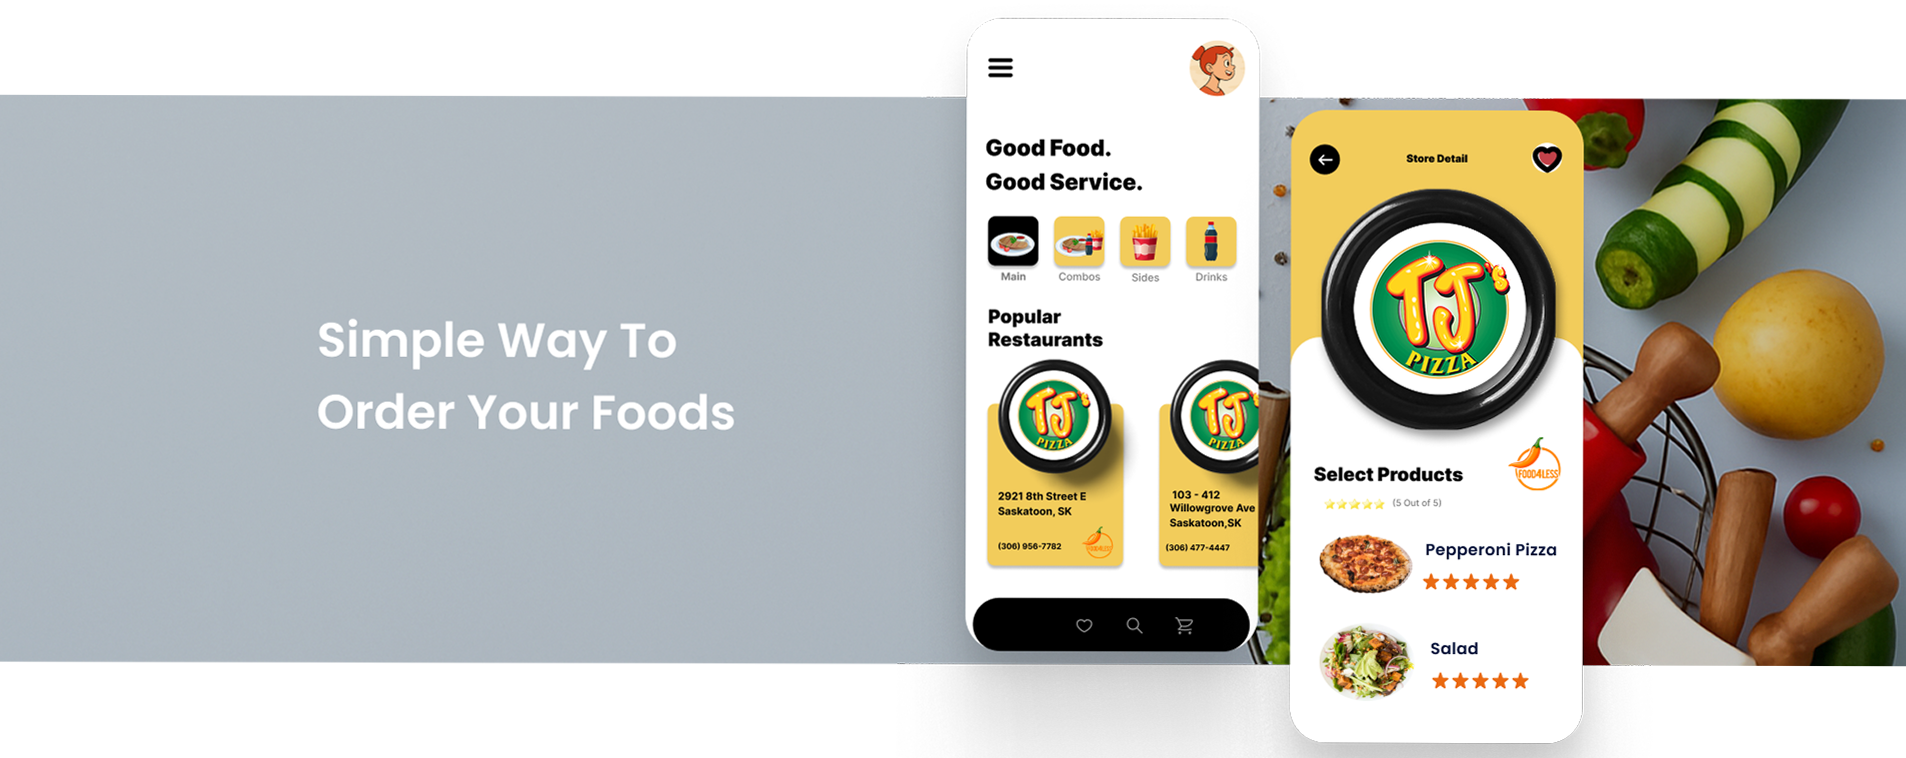 Simple Way To
Order Your Foods
Good Food.
Good Service.
Main
Combos
Sides
Drinks
Popular
Restaurants
TJ's
PIZZA
2921 8th Street E
Saskatoon, SK
(306) 956-7782
FOOD4LESS
TJ's
PIZZA
103 - 412
Willowgrove Ave
Saskatoon,SK
(306) 477-4447
Store Detail
TJ's
PIZZA
Select Products
FOOD4LESS
(5 Out of 5)
Pepperoni Pizza
Salad